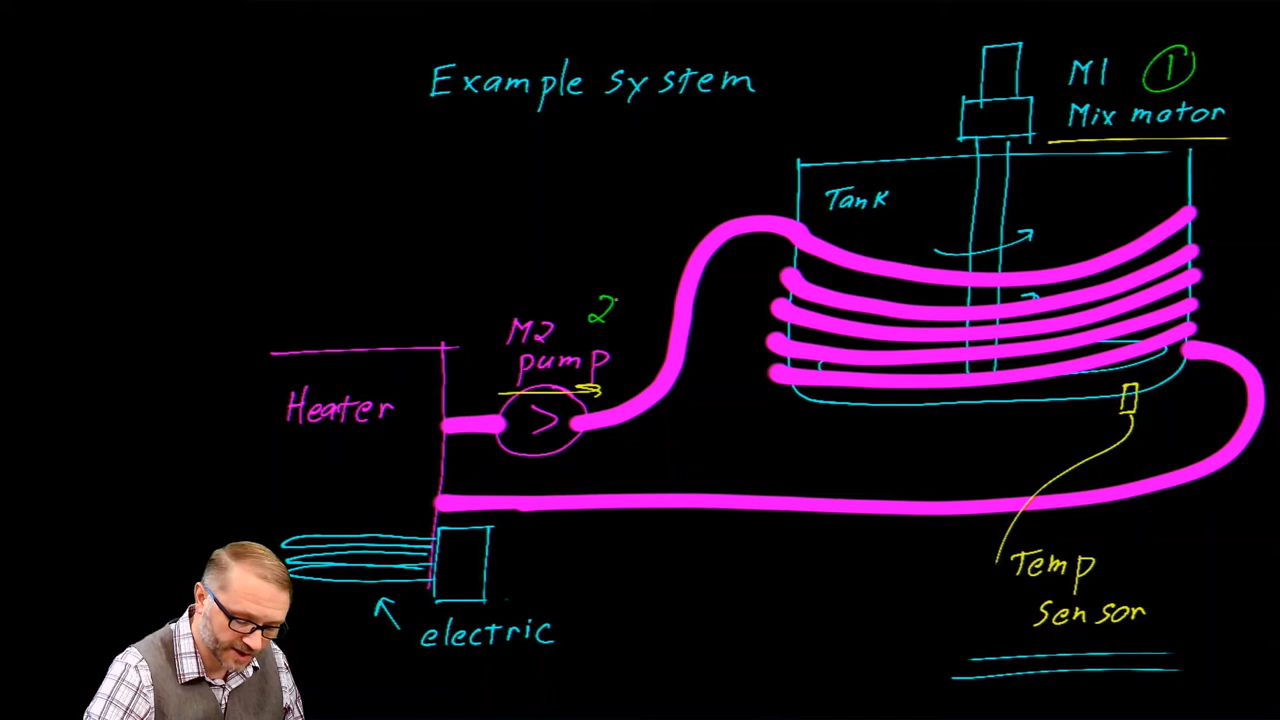 Example system
M1 1
Mix motor
Tank
M2 2
pump
>
Heater
Temp
sensor
electric